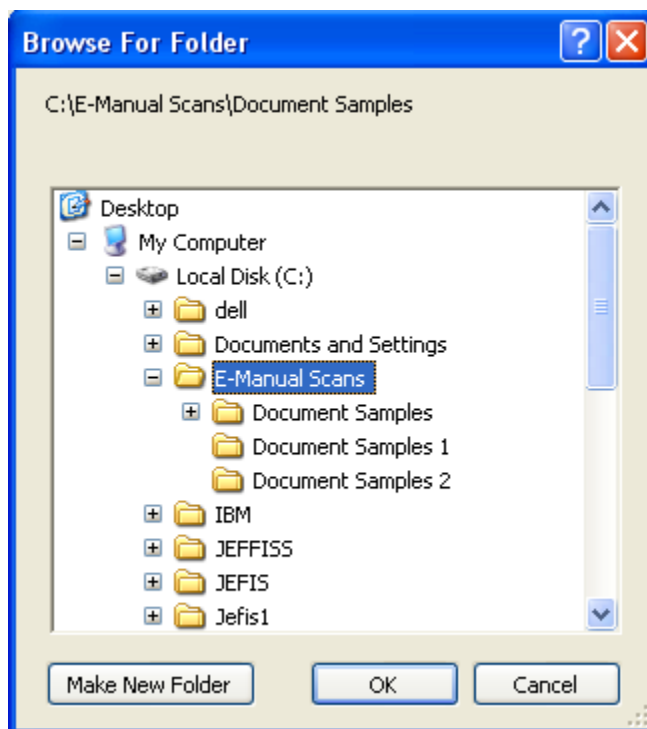 Browse For Folder
C:\E-Manual Scans\Document Samples
Desktop
My Computer
Local Disk (C:)
dell
Documents and Settings
E-Manual Scans
Document Samples
Document Samples 1
Document Samples 2
IBM
JEFFISS
JEFIS
Jefis1
Make New Folder OK Cancel